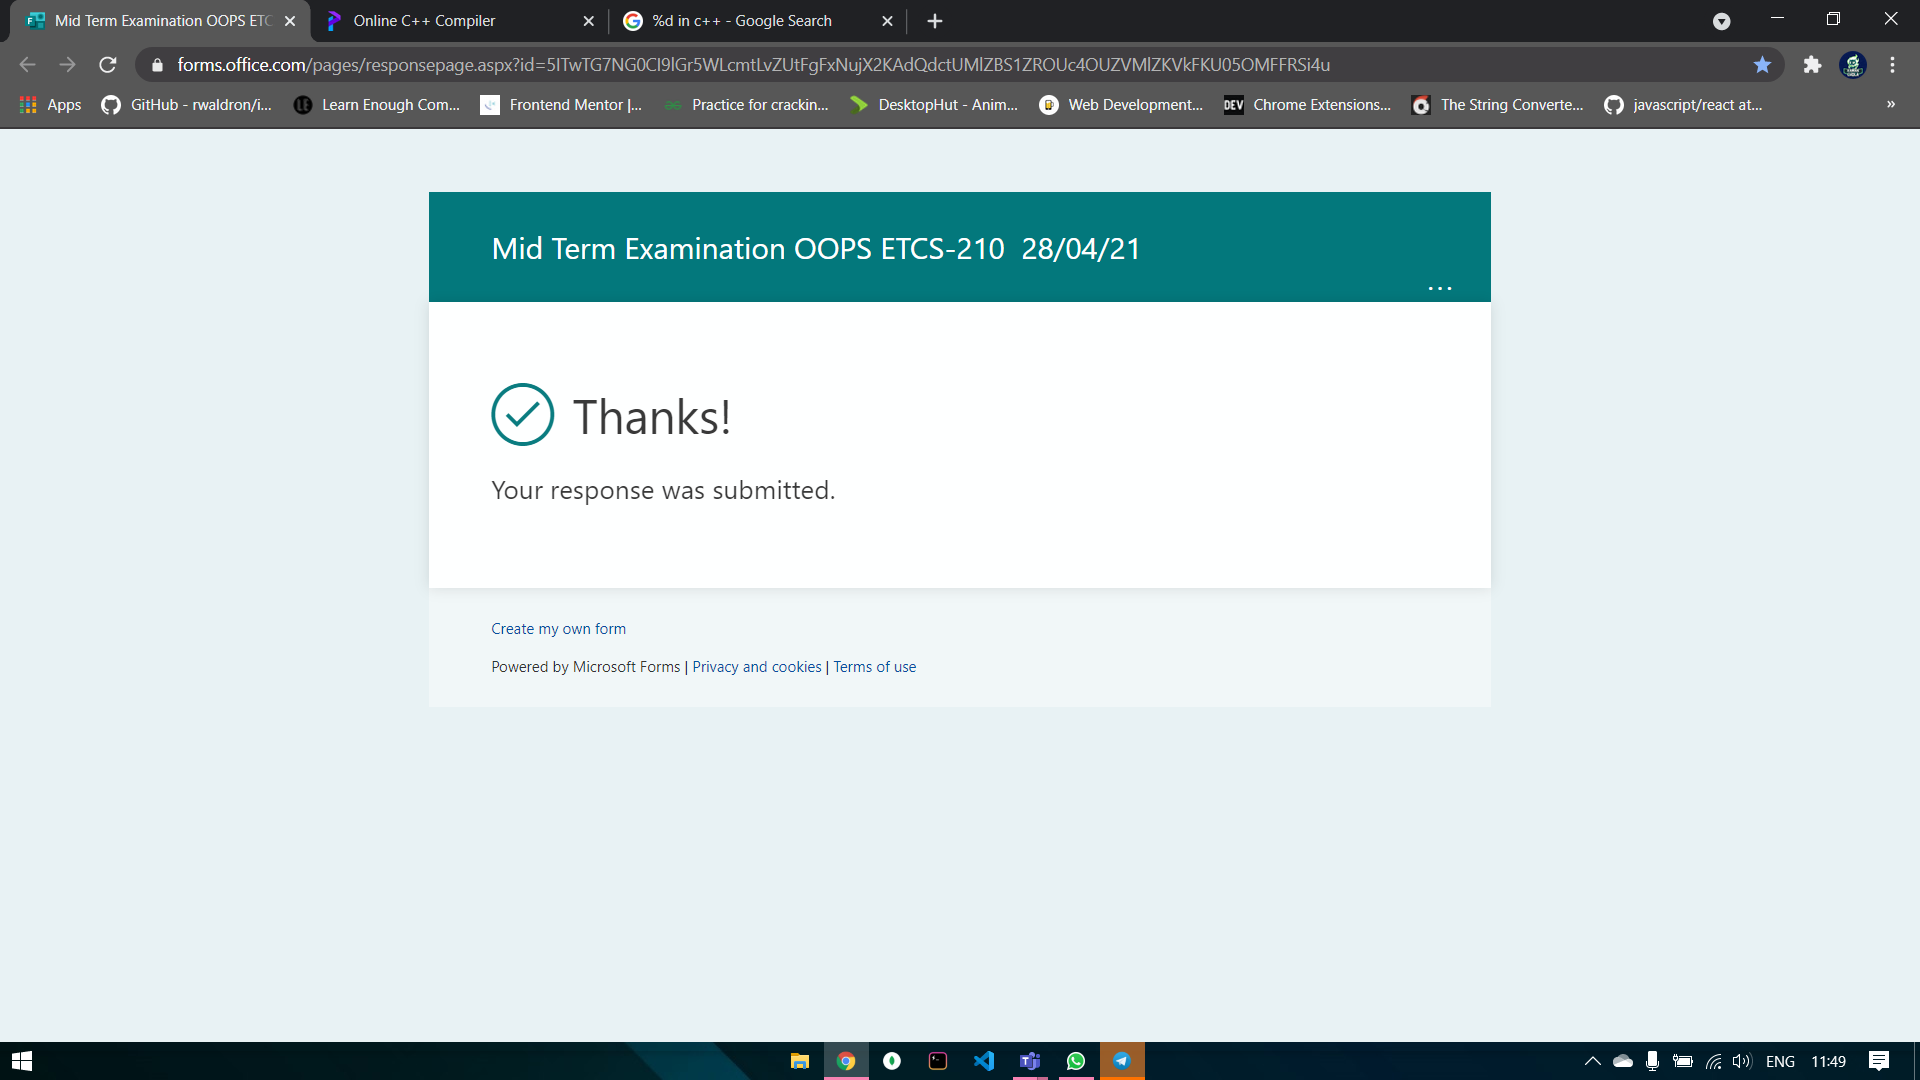 Mid Term Examination OOPS ETC
Online C++ Compiler
%d in c++ - Google Search
forms.office.com/pages/responsepage.aspx?id=5ITwTG7NG0CI9lGr5WLcmtLvZUtFgFxNujX2KAdQdctUMlZBS1ZROUc4OUZVMlZKVkFKU05OMFFRSi4u
Apps
GitHub - rwaldron/i...
Learn Enough Com...
Frontend Mentor |...
Practice for crackin...
DesktopHut - Anim...
Web Development...
DEV
Chrome Extensions...
The String Converte...
javascript/react at...
»
Mid Term Examination OOPS ETCS-210 28/04/21
...
Thanks!
Your response was submitted.
Create my own form
Powered by Microsoft Forms | Privacy and cookies | Terms of use
ENG
11:49